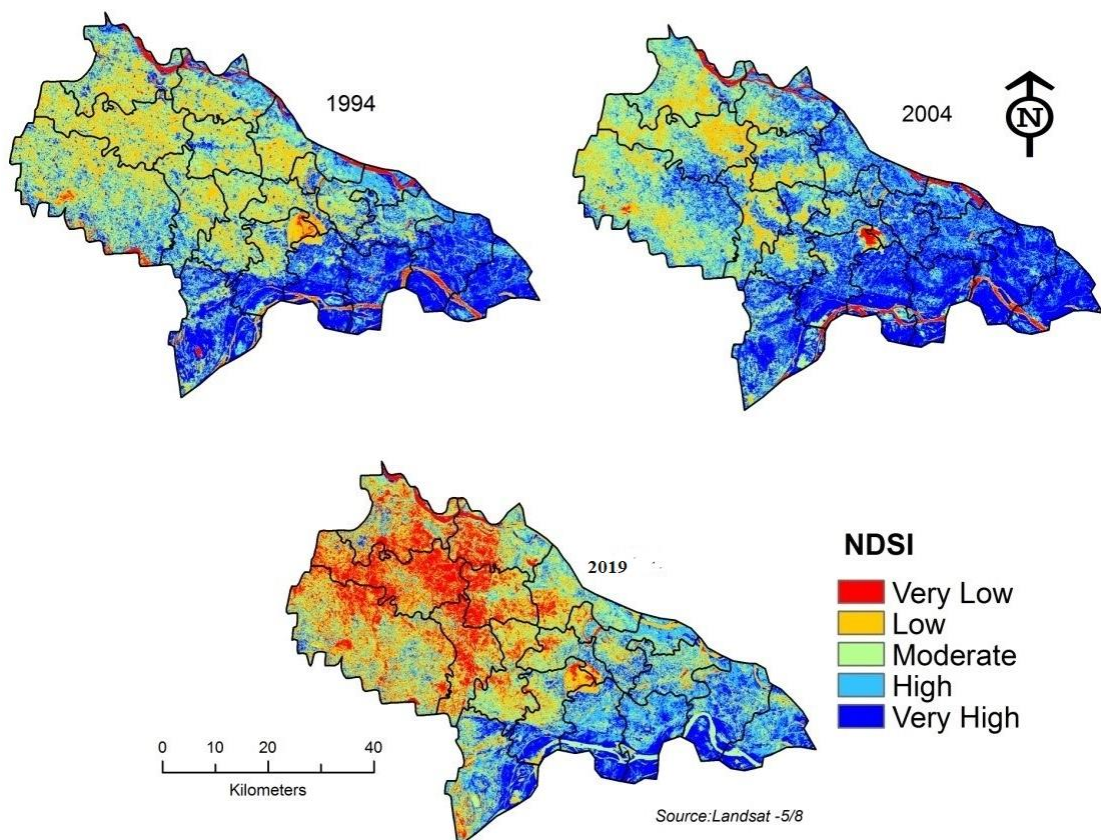 1994
2004
N
2019
NDSI
Very Low
Low
Moderate
High
Very High
0 10 20 40
Kilometers
Source:Landsat -5/8